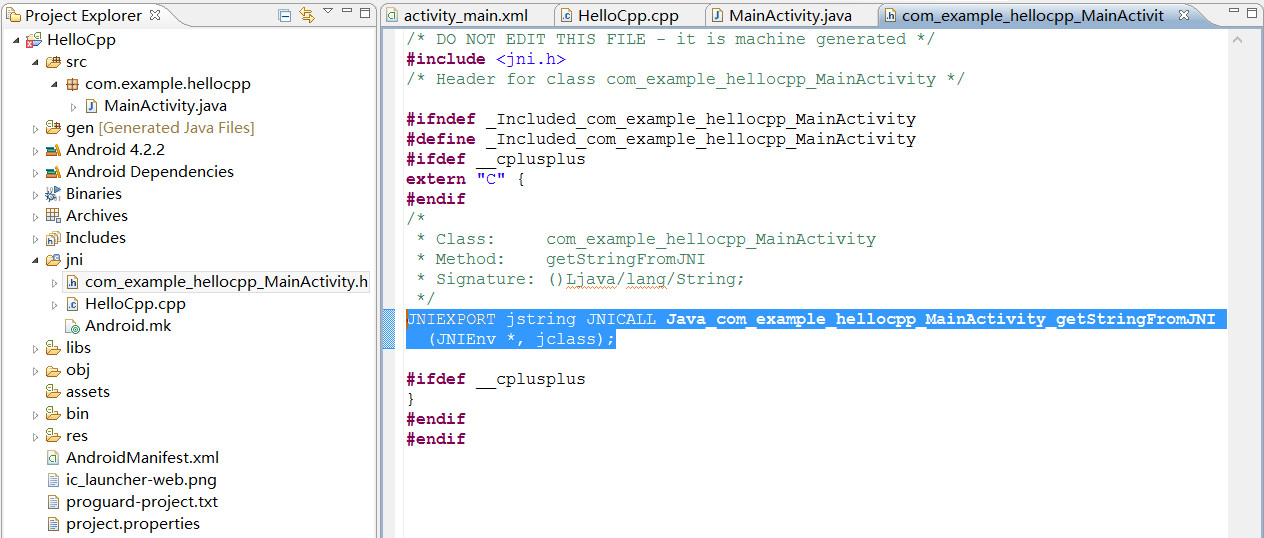 Project Explorer
HelloCpp
src
com.example.hellocpp
MainActivity.java
gen [Generated Java Files]
Android 4.2.2
Android Dependencies
Binaries
Archives
Includes
jni
com_example_hellocpp_MainActivity.h
HelloCpp.cpp
Android.mk
libs
obj
assets
bin
res
AndroidManifest.xml
ic_launcher-web.png
proguard-project.txt
project.properties
activity_main.xml HelloCpp.cpp MainActivity.java com_example_hellocpp_MainActivit
/* DO NOT EDIT THIS FILE - it is machine generated */
#include <jni.h>
/* Header for class com_example_hellocpp_MainActivity */
#ifndef _Included_com_example_hellocpp_MainActivity
#define _Included_com_example_hellocpp_MainActivity
#ifdef __cplusplus
extern "C" {
#endif
/*
* Class: com_example_hellocpp_MainActivity
* Method: getStringFromJNI
* Signature: ()Ljava/lang/String;
*/
JNIEXPORT jstring JNICALL Java_com_example_hellocpp_MainActivity_getStringFromJNI
(JNIEnv *, jclass);
#ifdef __cplusplus
}
#endif
#endif